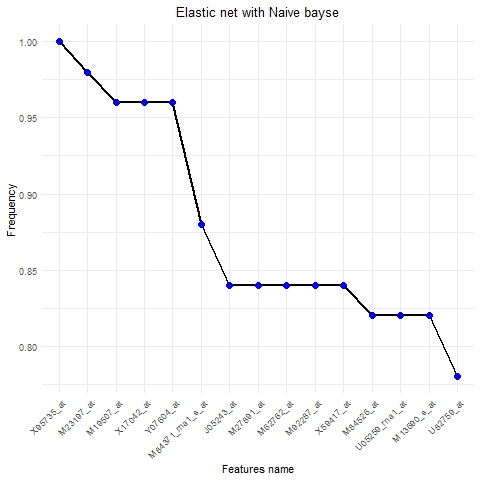 Elastic net with Naive bayse
Frequency
1.00
0.95
0.90
0.85
0.80
X95735_at
M23197_at
M19507_at
X17042_at
Y07604_at
M84371_rna1_s_at
J05243_at
M27891_at
M62762_at
M92287_at
X59417_at
M84526_at
U05259_rna1_at
M13690_s_at
U82759_at
Features name